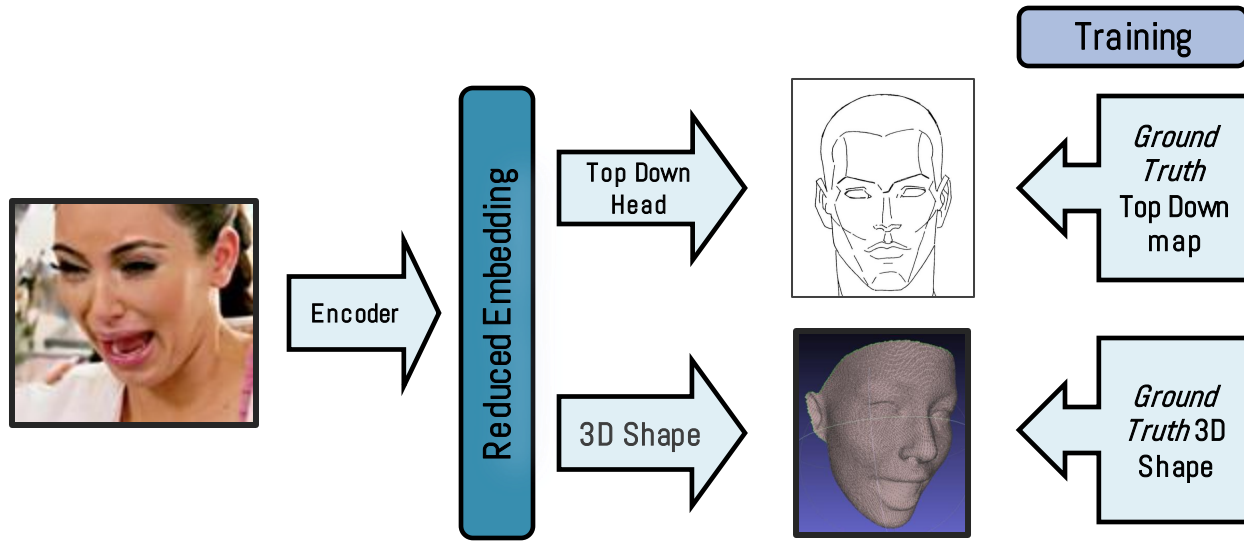 Training
Encoder
Reduced Embedding
Top Down
Head
3D Shape
Ground
Truth
Top Down
map
Ground
Truth 3D
Shape